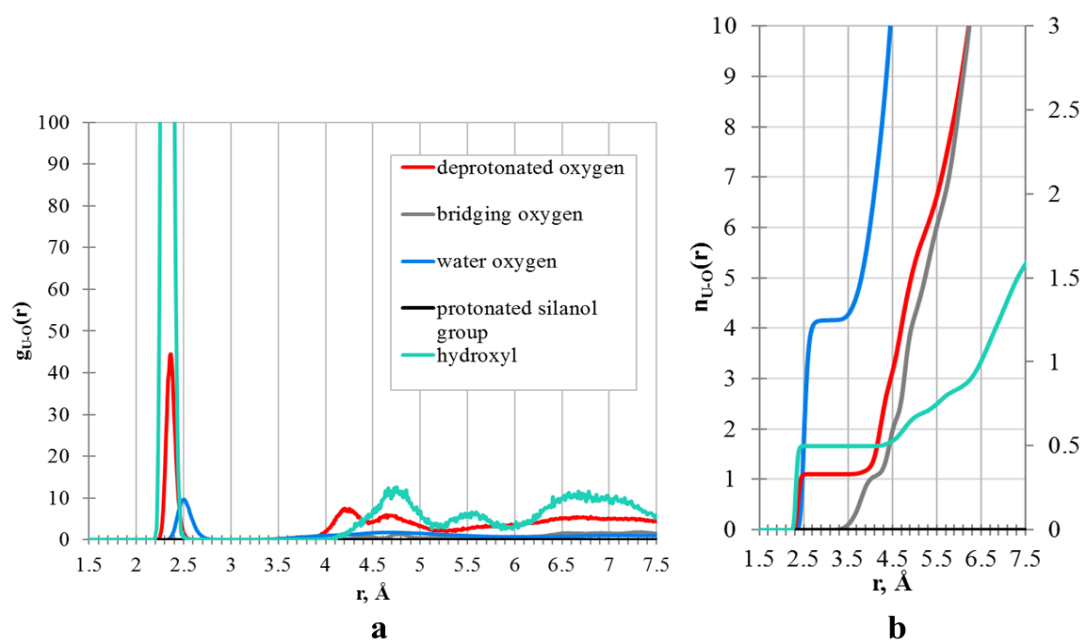 100
90
80
70
60
50
40
30
20
10
0
gU-O(r)
deprotonated oxygen
bridging oxygen
water oxygen
protonated silanol
group
hydroxyl
1.5 2 2.5 3 3.5 4 4.5 5 5.5 6 6.5 7 7.5
r, Å
a
10
9
8
7
6
5
4
3
2
1
0
nU-O(r)
3
2.5
2
1.5
1
0.5
0
1.5 2.5 3.5 4.5 5.5 6.5 7.5
r, Å
b